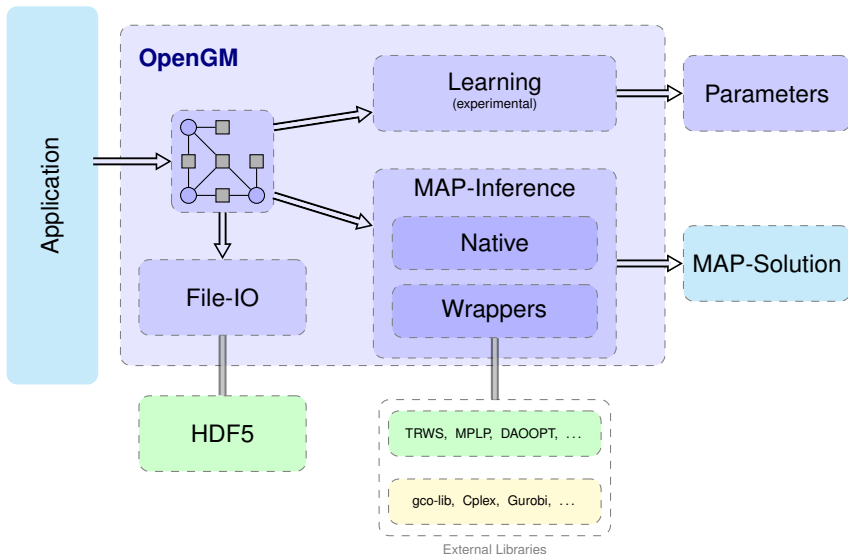 Application
OpenGM
Learning
(experimental)
Parameters
MAP-Inference
Native
Wrappers
MAP-Solution
File-IO
HDF5
TRWS, MPLP, DAOOPT, ...
gco-lib, Cplex, Gurobi, ...
External Libraries